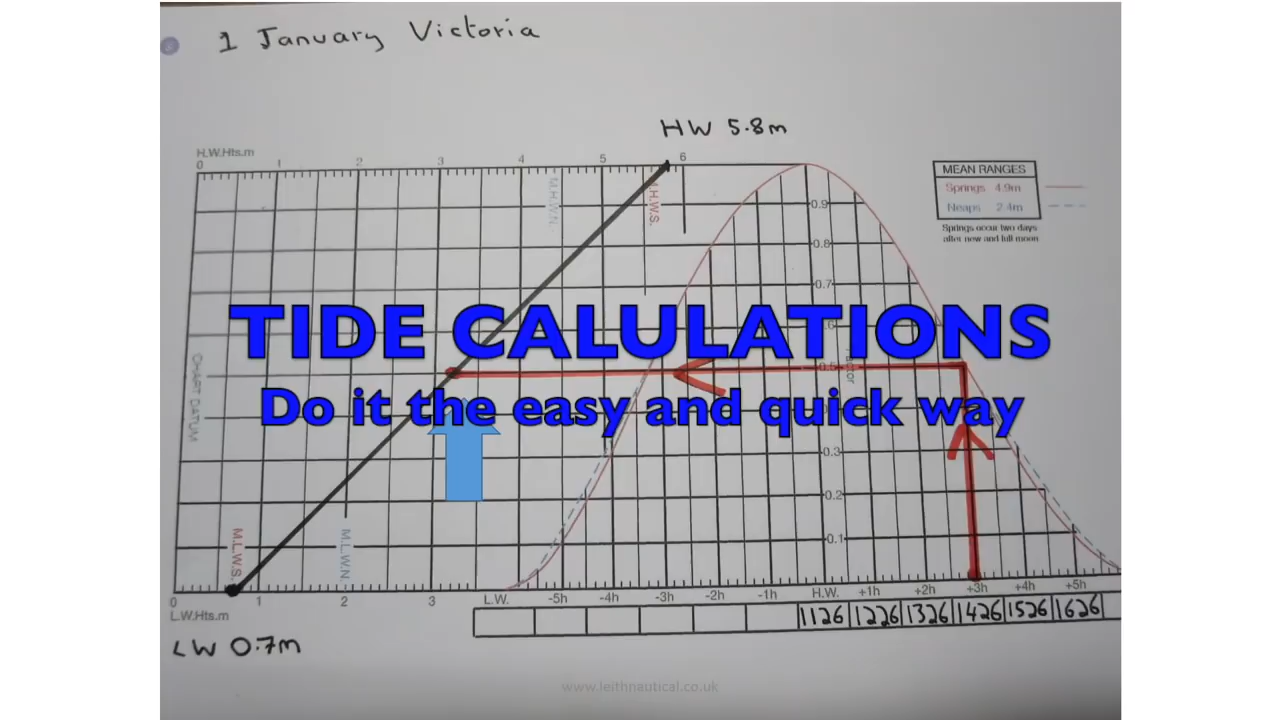 1 January Victoria
HW 5.8m
H.W.Hts.m
0 1 2 3 4 5 6
M.H.W.N.
M.H.W.S.
MEAN RANGES
Springs 4.9m
Neaps 2.4m
Springs occur two days
after new and full moon
0.9
0.8
0.7
TIDE CALULATIONS
0.5
CHART DATUM
Do it the easy and quick way
0.3
0.2
0.1
M.L.W.S.
M.L.W.N.
0 1 2 3 L.W. -5h -4h -3h -2h -1h H.W. +1h +2h +3h +4h +5h
L.W.Hts.m
1126 1226 1326 1426 1526 1626
LW 0.7m
www.leithnautical.co.uk